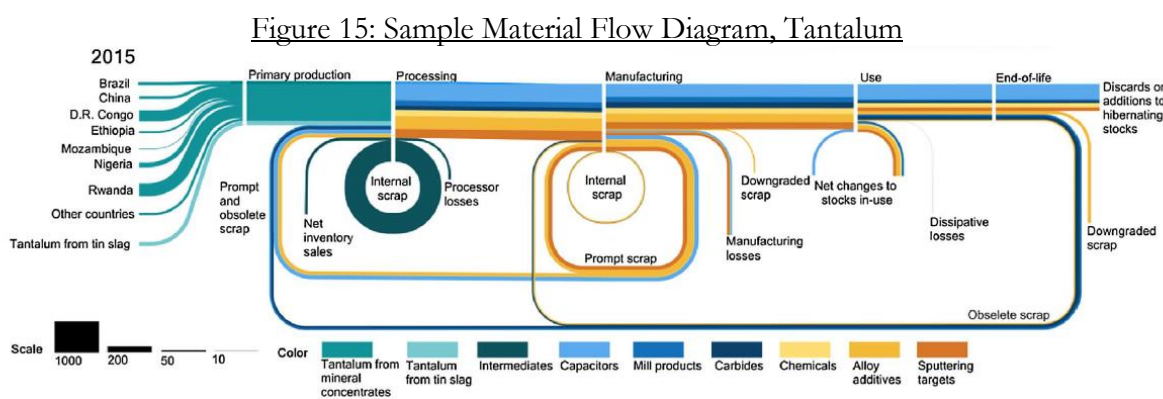 Figure 15: Sample Material Flow Diagram, Tantalum
2015
Primary production
Processing
Manufacturing
Use
End-of-life
Brazil
China
D.R. Congo
Ethiopia
Mozambique
Nigeria
Rwanda
Other countries
Tantalum from tin slag
Discards or
additions to
hibernating
stocks
Prompt
and
obsolete
scrap
Net
inventory
sales
Internal
scrap
Processor
losses
Internal
scrap
Prompt scrap
Downgraded
scrap
Manufacturing
losses
Net changes to
stocks in-use
Dissipative
losses
Downgraded
scrap
Obselete scrap
Scale
1000
200
50
10
Color
Tantalum from
mineral
concentrates
Tantalum
from tin slag
Intermediates
Capacitors
Mill products
Carbides
Chemicals
Alloy
additives
Sputtering
targets